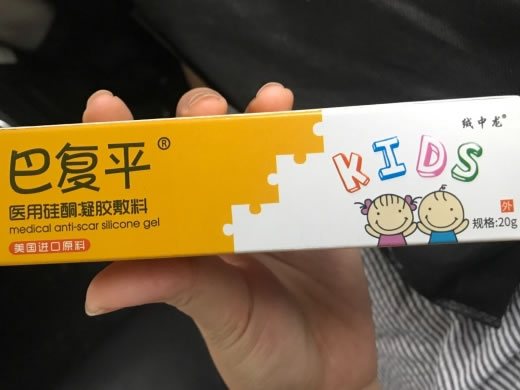 绒中龙®
巴复平®
KIDS
医用硅酮凝胶敷料
medical anti-scar silicone gel
美国进口原料
外
规格:20g